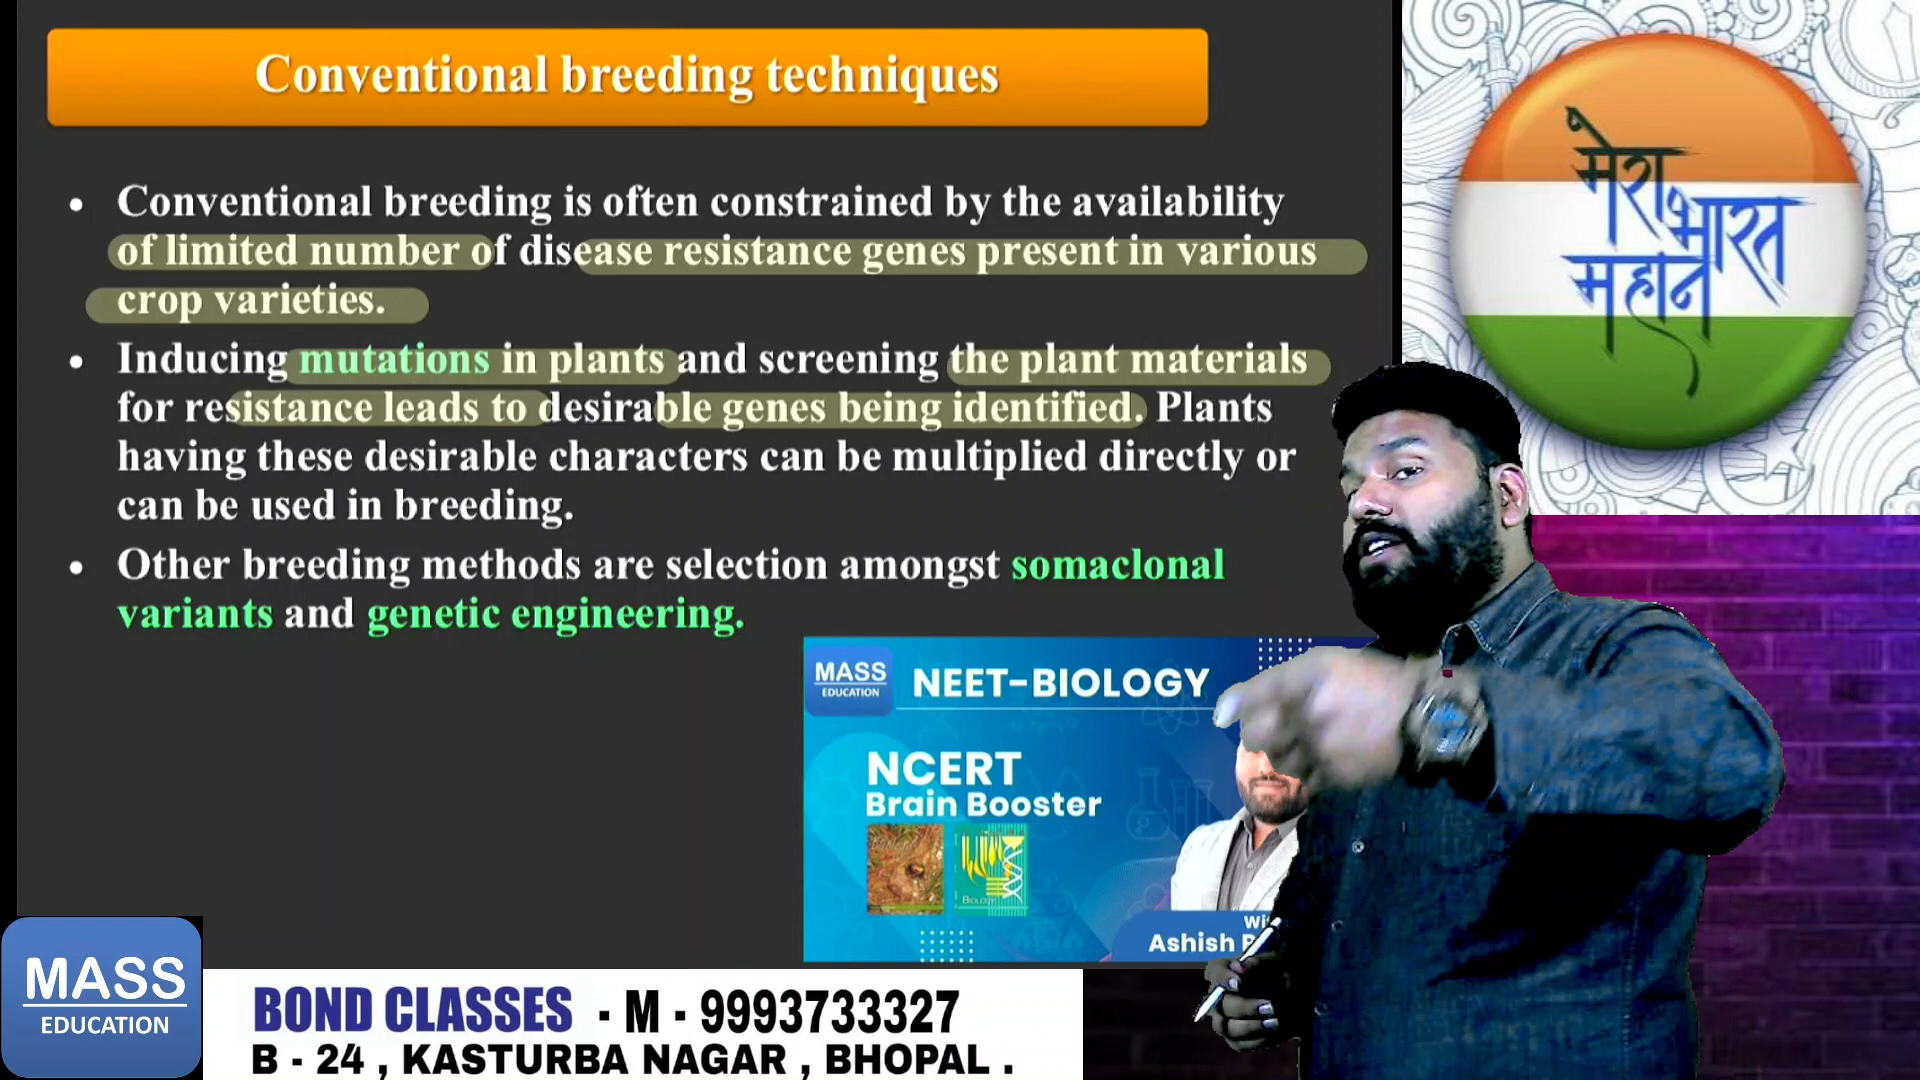 Conventional breeding techniques
• Conventional breeding is often constrained by the availability
of limited number of disease resistance genes present in various
crop varieties.
• Inducing mutations in plants and screening the plant materials
for resistance leads to desirable genes being identified. Plants
having these desirable characters can be multiplied directly or
can be used in breeding.
• Other breeding methods are selection amongst somaclonal
variants and genetic engineering.
मेरा
भारत
महान
MASS
EDUCATION
NEET-BIOLOGY
NCERT
Brain Booster
BIOLOGY
Ashish
MASS
EDUCATION
BOND CLASSES - M - 9993733327
B - 24 , KASTURBA NAGAR , BHOPAL .